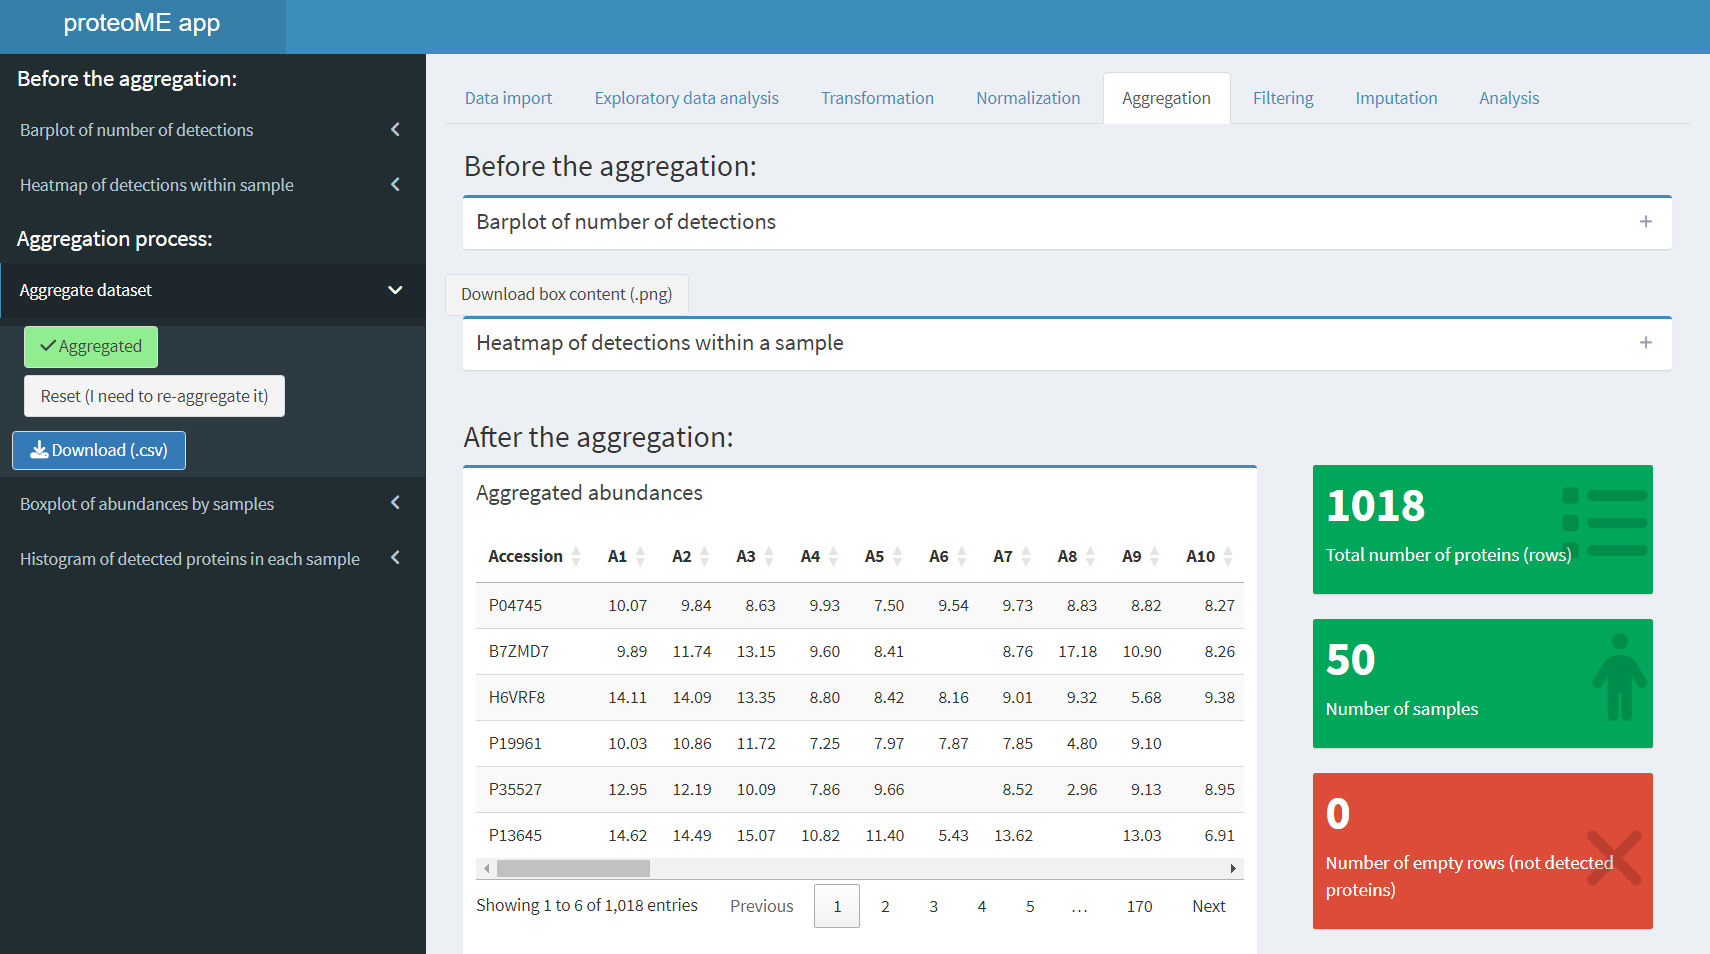 proteoME app
Before the aggregation:
Barplot of number of detections
Heatmap of detections within sample
Aggregation process:
Aggregate dataset
Aggregated
Reset (I need to re-aggregate it)
Download (.csv)
Boxplot of abundances by samples
Histogram of detected proteins in each sample
Data import Exploratory data analysis Transformation Normalization Aggregation Filtering Imputation Analysis
Before the aggregation:
Barplot of number of detections
Download box content (.png)
Heatmap of detections within a sample
After the aggregation:
Aggregated abundances
Accession A1 A2 A3 A4 A5 A6 A7 A8 A9 A10
P04745 10.07 9.84 8.63 9.93 7.50 9.54 9.73 8.83 8.82 8.27
B7ZMD7 9.89 11.74 13.15 9.60 8.41 8.76 17.18 10.90 8.26
H6VRF8 14.11 14.09 13.35 8.80 8.42 8.16 9.01 9.32 5.68 9.38
P19961 10.03 10.86 11.72 7.25 7.97 7.87 7.85 4.80 9.10
P35527 12.95 12.19 10.09 7.86 9.66 8.52 2.96 9.13 8.95
P13645 14.62 14.49 15.07 10.82 11.40 5.43 13.62 13.03 6.91
Showing 1 to 6 of 1,018 entries Previous 1 2 3 4 5 … 170 Next
1018
Total number of proteins (rows)
50
Number of samples
0
Number of empty rows (not detected
proteins)